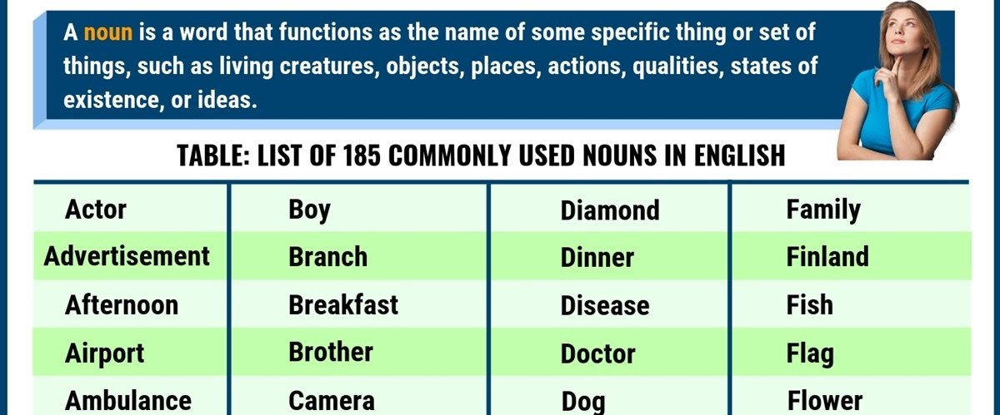 A noun is a word that functions as the name of some specific thing or set of
things, such as living creatures, objects, places, actions, qualities, states of
existence, or ideas.
TABLE: LIST OF 185 COMMONLY USED NOUNS IN ENGLISH
Actor Boy Diamond Family
Advertisement Branch Dinner Finland
Afternoon Breakfast Disease Fish
Airport Brother Doctor Flag
Ambulance Camera Dog Flower